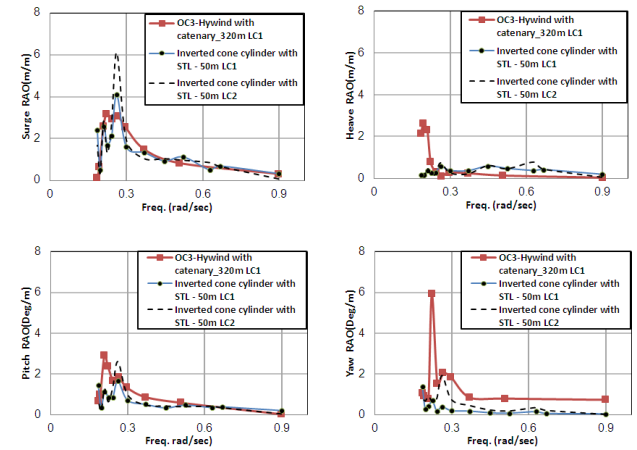 8
6
4
2
0
Surge RAO(m/m)
OC3-Hywind with
catenary_320m LC1
Inverted cone cylinder with
STL - 50m LC1
Inverted cone cylinder with
STL - 50m LC2
0 0.3 0.6 0.9
Freq. (rad/sec)
8
6
4
2
0
Heave RAO(m/m)
OC3-Hywind with
catenary_320m LC1
Inverted cone cylinder with
STL - 50m LC1
Inverted cone cylinder with
STL - 50m LC2
0 0.3 0.6 0.9
Freq. (rad/sec)
8
6
4
2
0
Pitch RAO(Deg/m)
OC3-Hywind with
catenary_320m LC1
Inverted cone cylinder with
STL - 50m LC1
Inverted cone cylinder with
STL - 50m LC2
0 0.3 0.6 0.9
Freq. rad/sec)
8
6
4
2
0
Yaw RAO(Deg/m)
OC3-Hywind with
catenary_320m LC1
Inverted cone cylinder with
STL - 50m LC1
Inverted cone cylinder with
STL - 50m LC2
0 0.3 0.6 0.9
Freq. (rad/sec)